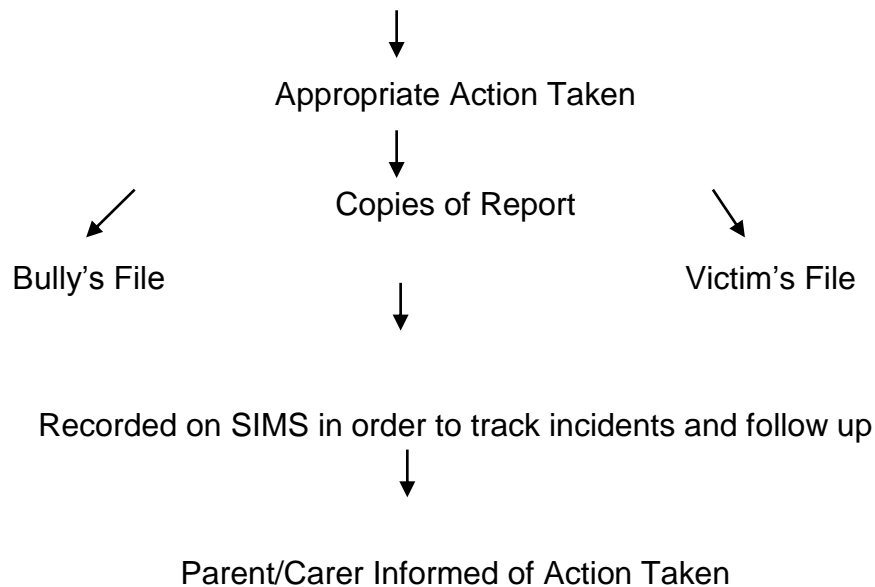 Appropriate Action Taken
Copies of Report
Bully’s File
Victim’s File
Recorded on SIMS in order to track incidents and follow up
Parent/Carer Informed of Action Taken